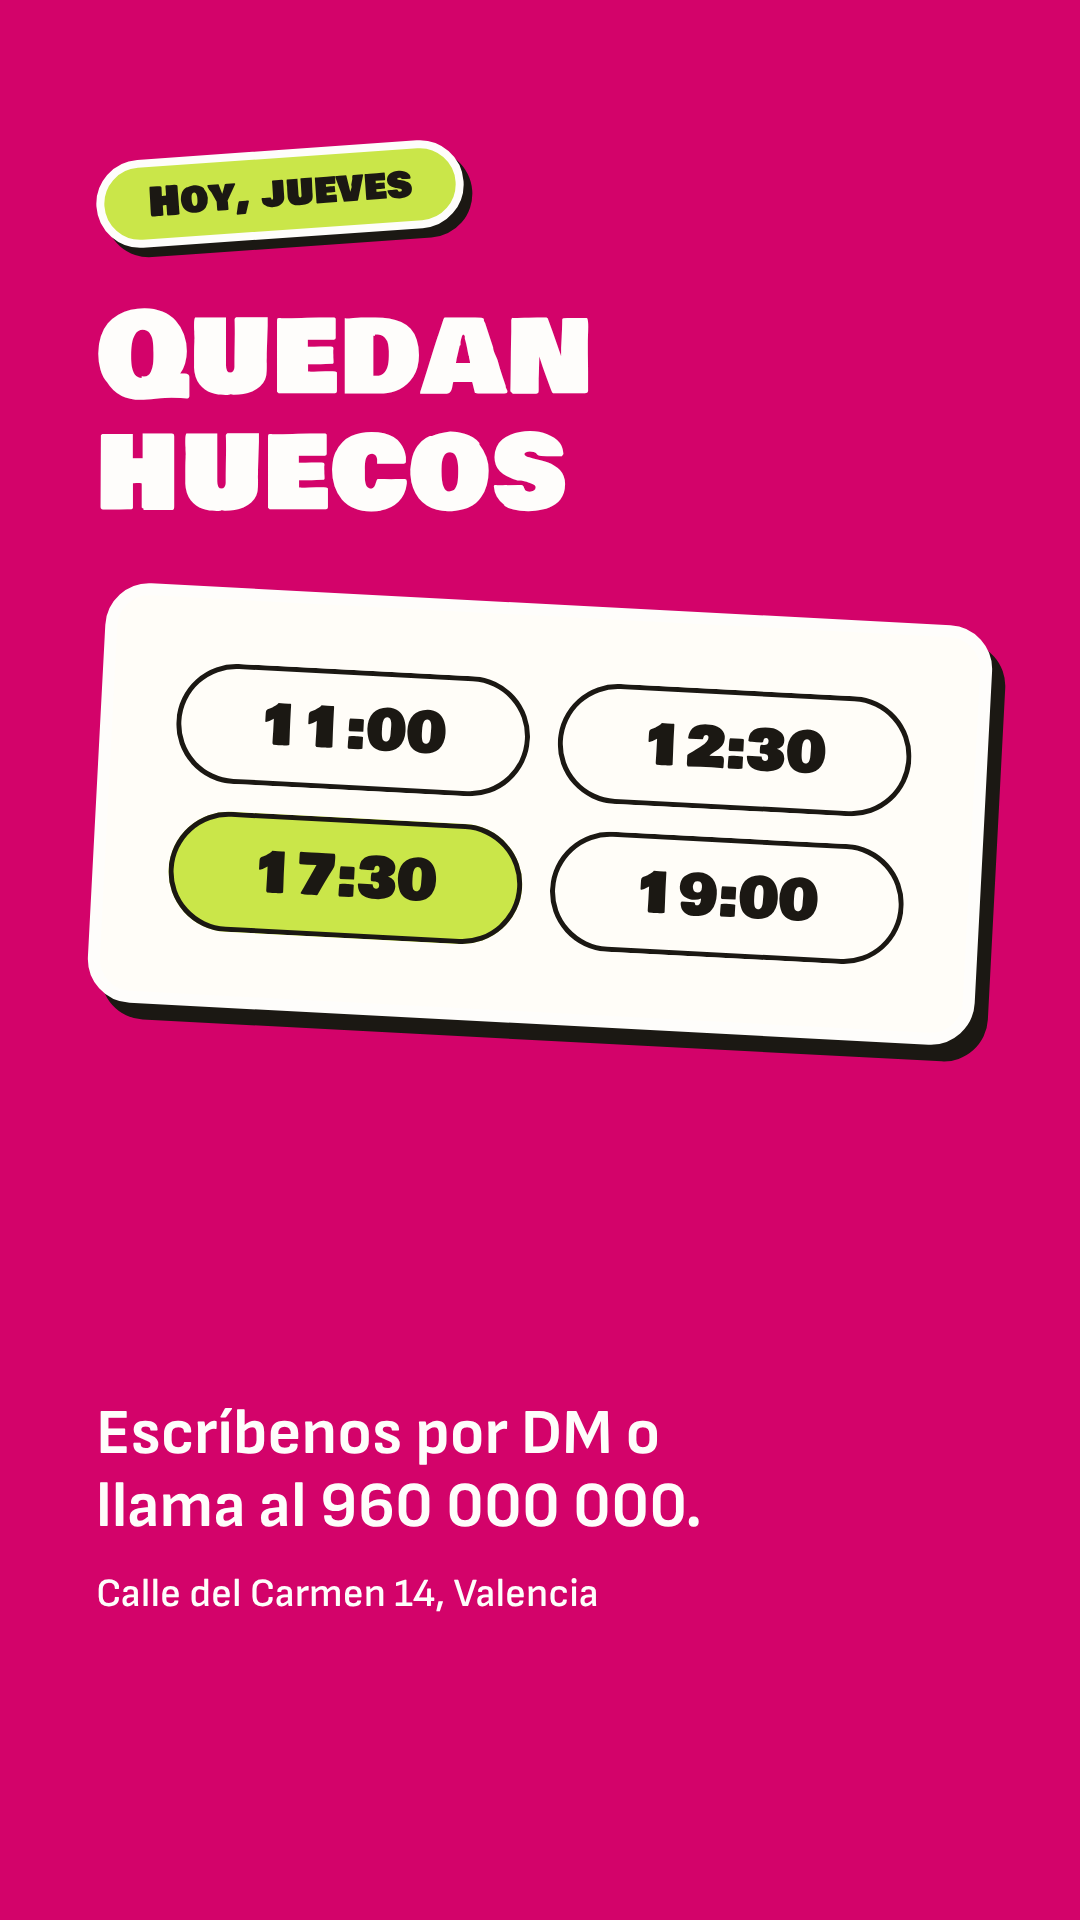 HOY, JUEVES
QUEDAN
HUECOS
11:00
12:30
17:30
19:00
Escríbenos por DM o
llama al 960 000 000.
Calle del Carmen 14, Valencia